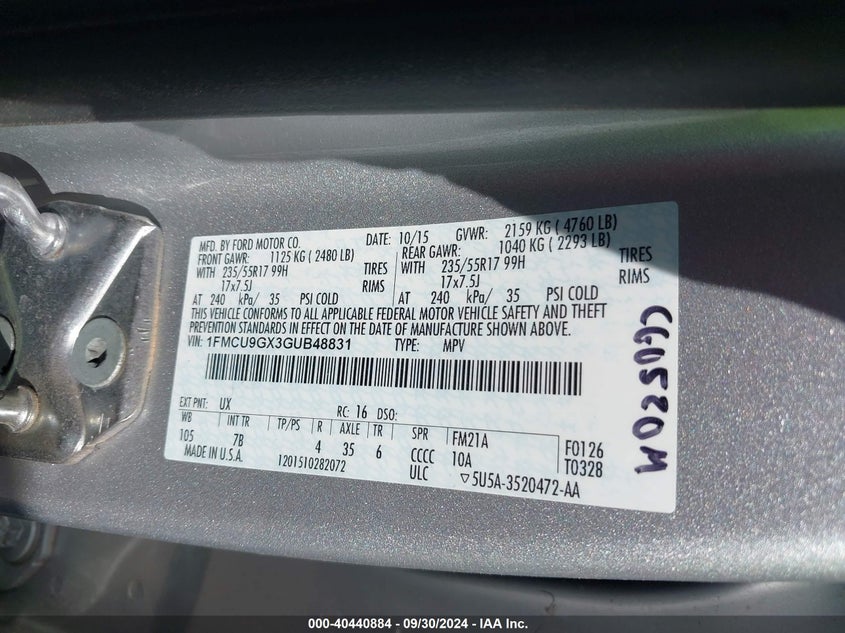 MFD. BY FORD MOTOR CO. DATE: 10/15 GVWR: 2159 KG ( 4760 LB)
FRONT GAWR: 1125 KG ( 2480 LB) REAR GAWR: 1040 KG ( 2293 LB)
WITH 235/55R17 99H TIRES WITH 235/55R17 99H TIRES
17x7.5J RIMS 17x7.5J RIMS
AT 240 kPa/ 35 PSI COLD AT 240 kPa/ 35 PSI COLD
THIS VEHICLE CONFORMS TO ALL APPLICABLE FEDERAL MOTOR VEHICLE SAFETY AND THEFT
PREVENTION STANDARDS IN EFFECT ON THE DATE OF MANUFACTURE SHOWN ABOVE.
VIN: 1FMCU9GX3GUB48831 TYPE: MPV
EXT PNT: UX RC: 16 DSO:
WB INT TR TP/PS R AXLE TR SPR FM21A F0126
105 7B 4 35 6 CCCC 10A T0328
MADE IN U.S.A. 1201510282072 ULC ▽5U5A-3520472-AA
CG0520M
000-40440884 - 09/30/2024 - IAA Inc.